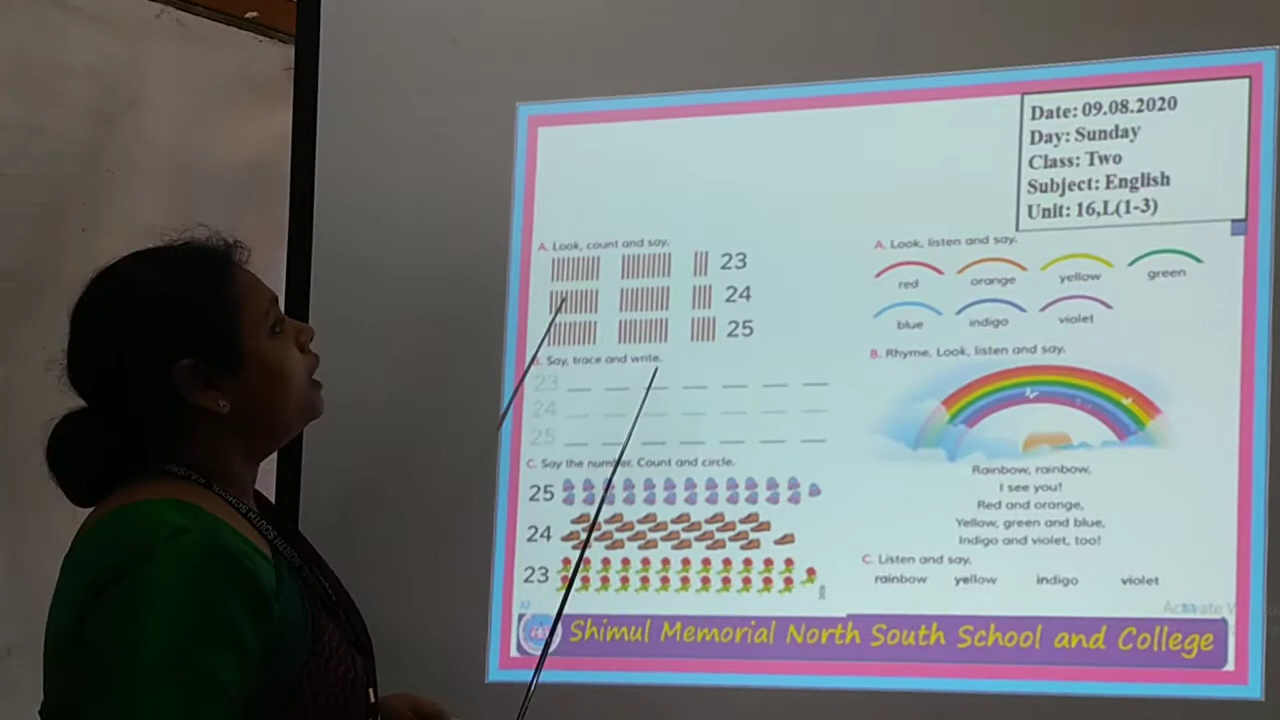 Date: 09.08.2020
Day: Sunday
Class: Two
Subject: English
Unit: 16,L(1-3)
A. Look, count and say.
23
24
25
B. Say, trace and write.
23
24
25
C. Say the number. Count and circle.
25
24
23
32
A. Look, listen and say.
red orange yellow green
blue indigo violet
B. Rhyme. Look, listen and say.
Rainbow, rainbow,
I see you!
Red and orange,
Yellow, green and blue,
Indigo and violet, too!
C. Listen and say.
rainbow yellow indigo violet
Shimul Memorial North South School and College
NORTH SOUTH SCHOOL